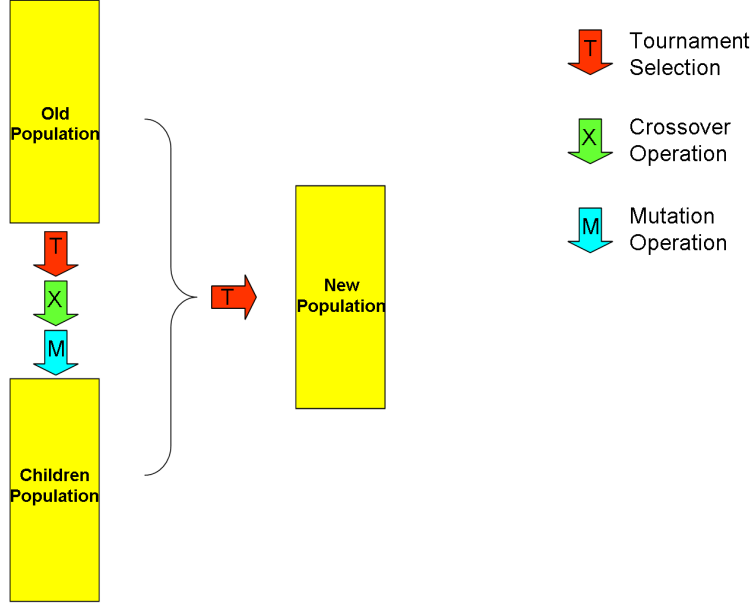 Old
Population
T
X
M
Children
Population
T
New
Population
T
Tournament
Selection
X
Crossover
Operation
M
Mutation
Operation